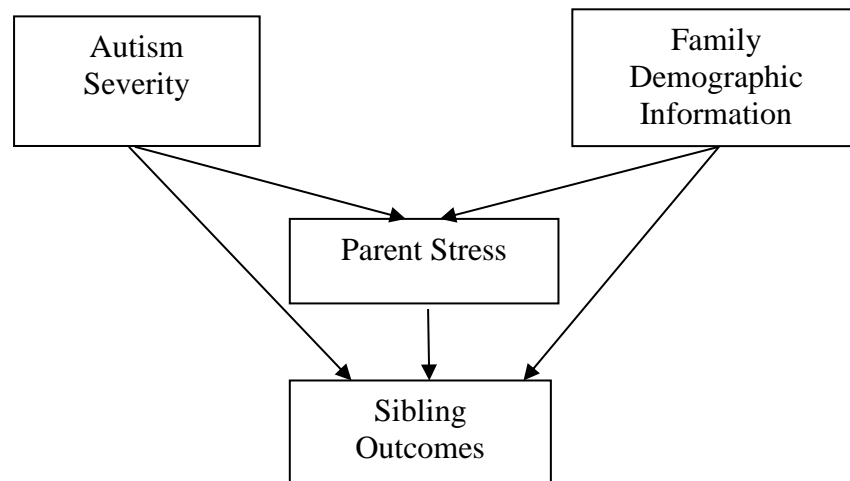 Autism
Severity
Family
Demographic
Information
Parent Stress
Sibling
Outcomes